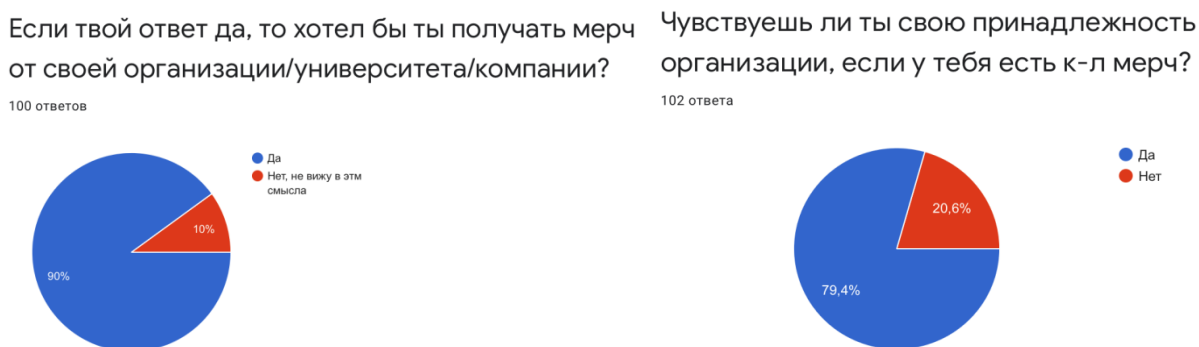 Если твой ответ да, то хотел бы ты получать мерч
от своей организации/университета/компании?
100 ответов
Да
Нет, не вижу в этм
смысла
10%
90%
Чувствуешь ли ты свою принадлежность
организации, если у тебя есть к-л мерч?
102 ответа
Да
Нет
20,6%
79,4%